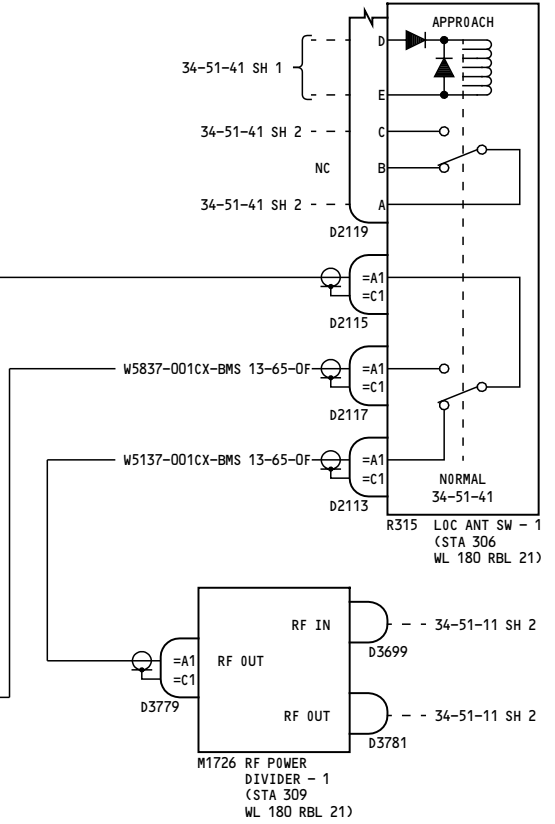 APPROACH
D
34-51-41 SH 1
E
34-51-41 SH 2
C
NC
B
34-51-41 SH 2
A
D2119
=A1
=C1
D2115
W5837-001CX-BMS 13-65-OF
=A1
=C1
D2117
W5137-001CX-BMS 13-65-OF
=A1
=C1
D2113
NORMAL
34-51-41
R315 LOC ANT SW - 1
(STA 306
WL 180 RBL 21)
RF IN
34-51-11 SH 2
D3699
=A1
RF OUT
=C1
D3779
RF OUT
34-51-11 SH 2
D3781
M1726 RF POWER
DIVIDER - 1
(STA 309
WL 180 RBL 21)